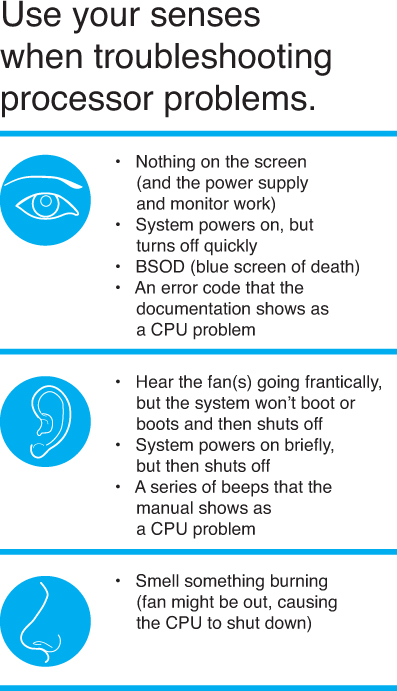 Use your senses
when troubleshooting
processor problems.
• Nothing on the screen
(and the power supply
and monitor work)
• System powers on, but
turns off quickly
• BSOD (blue screen of death)
• An error code that the
documentation shows as
a CPU problem
• Hear the fan(s) going frantically,
but the system won’t boot or
boots and then shuts off
• System powers on briefly,
but then shuts off
• A series of beeps that the
manual shows as
a CPU problem
• Smell something burning
(fan might be out, causing
the CPU to shut down)